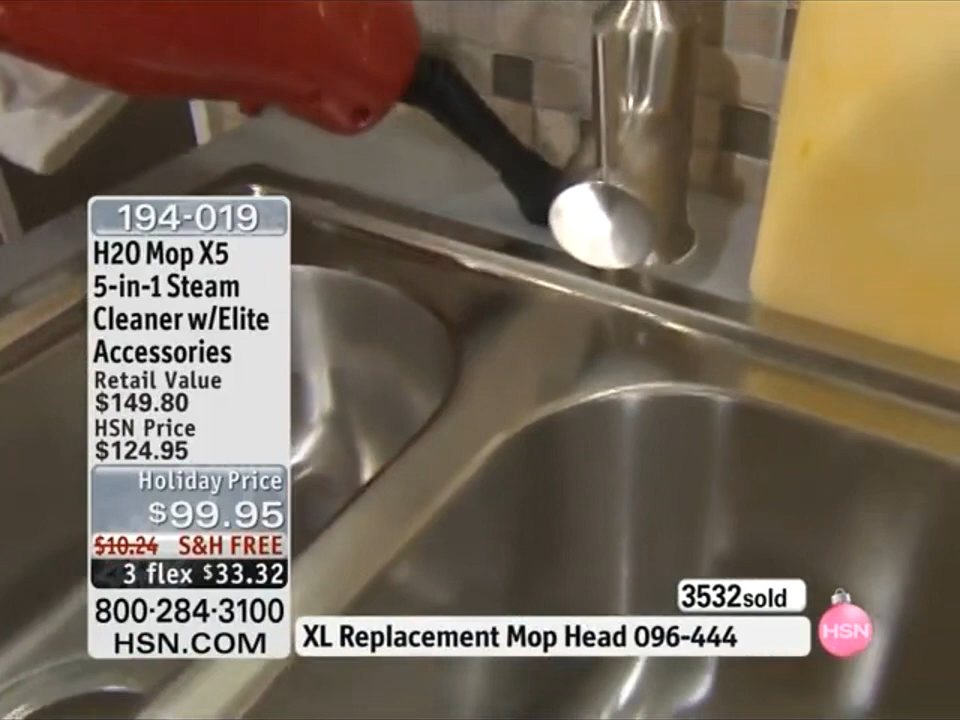 194-019
H2O Mop X5
5-in-1 Steam
Cleaner w/Elite
Accessories
Retail Value
$149.80
HSN Price
$124.95
Holiday Price
$99.95
$10.24 S&H FREE
3 flex $33.32
800·284·3100
HSN.COM
3532sold
XL Replacement Mop Head 096-444
HSN